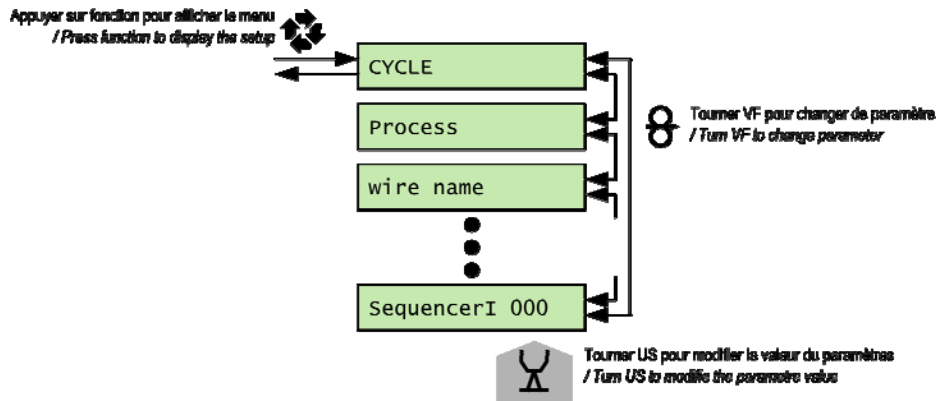 Appuyer sur fonction pour afficher le menu
/ Press function to display the setup
CYCLE
Process
Tourner VF pour changer de paramètre
/ Turn VF to change parameter
wire name
SequencerI 000
Tourner US pour modifier la valeur du paramètres
/ Turn US to modifie the parametre value